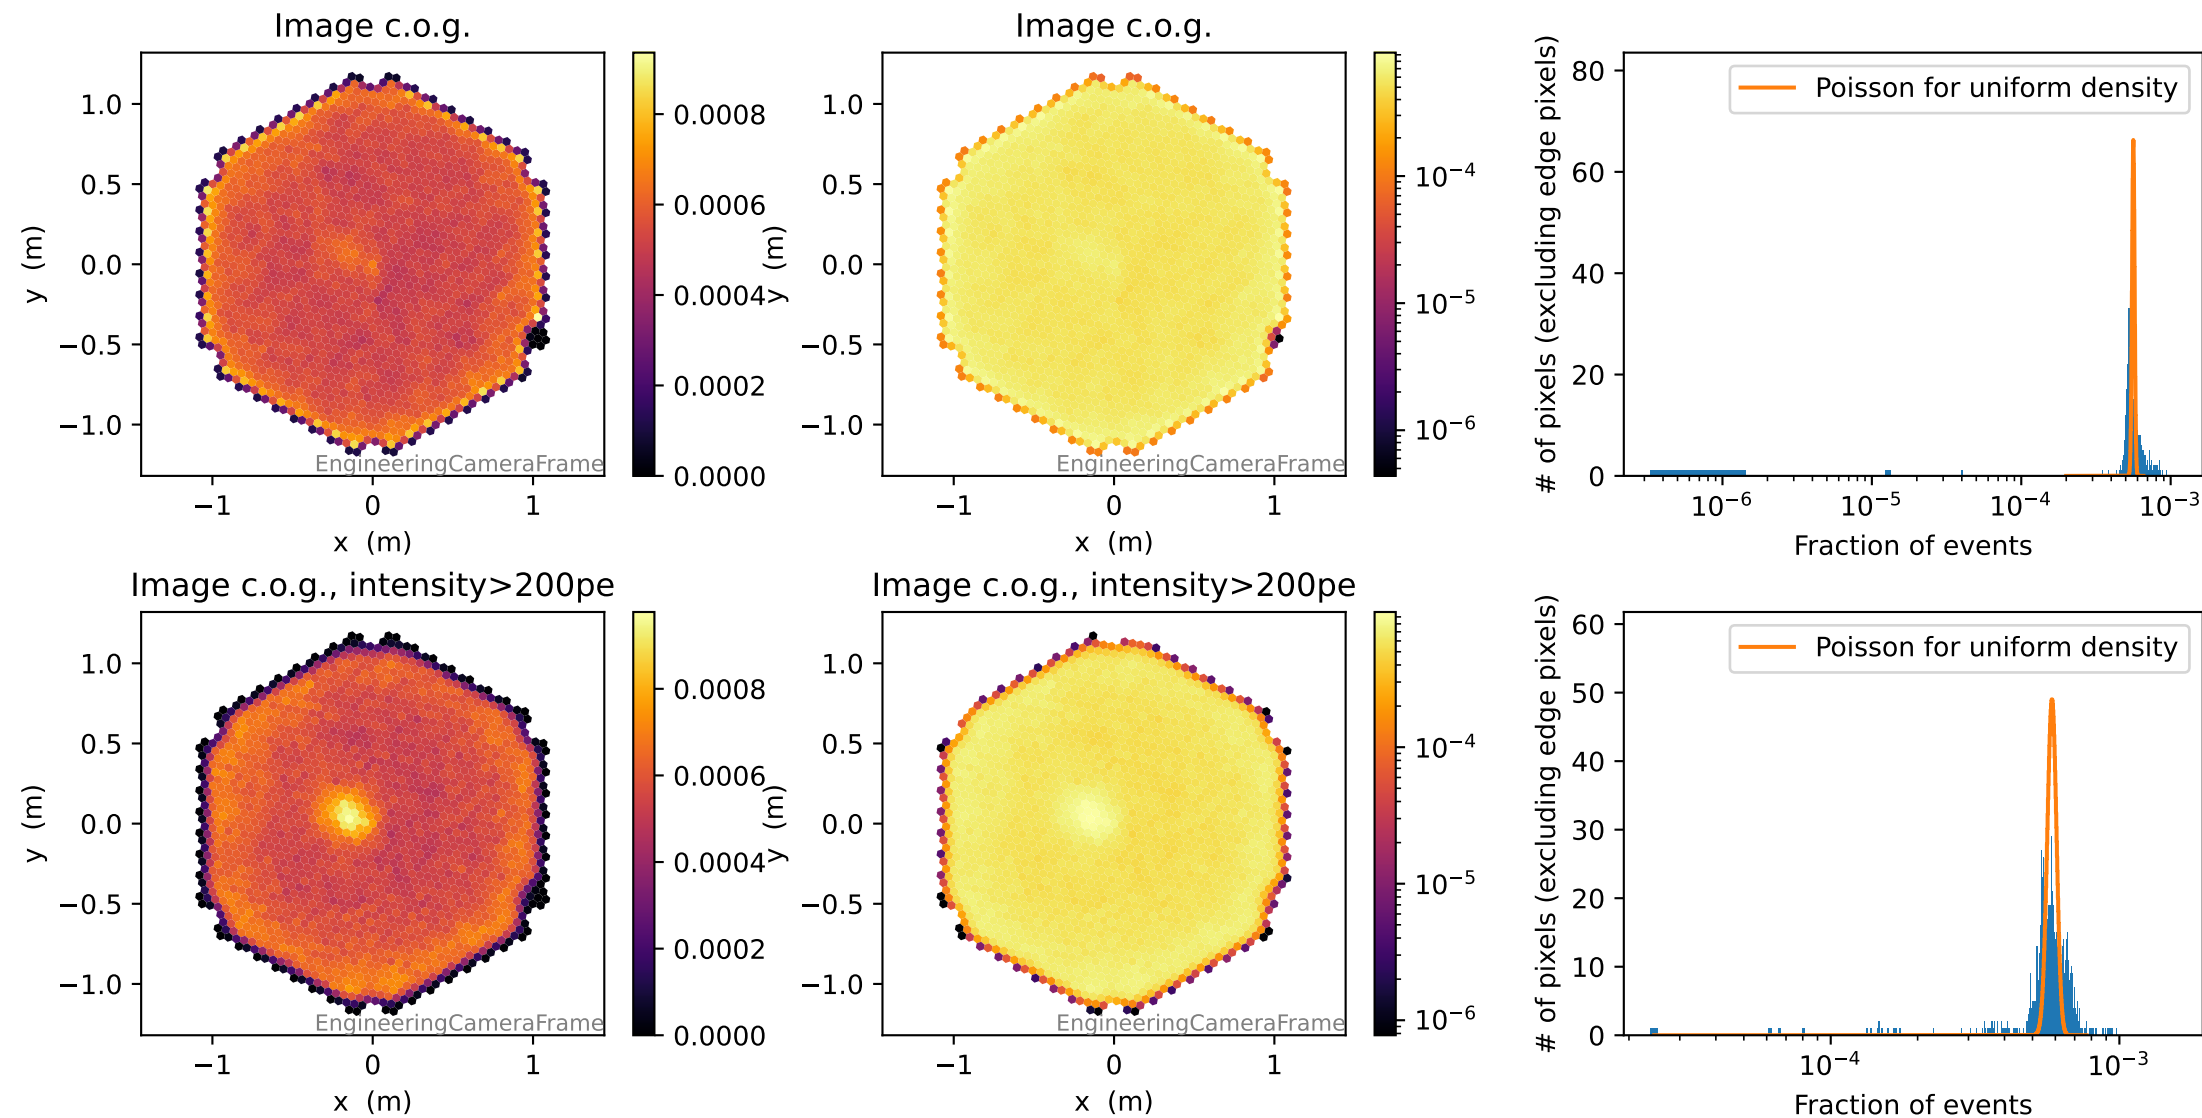 Image c.o.g.
1.0
0.5
0.0
−0.5
−1.0
y (m)
−1 0 1
x (m)
EngineeringCameraFrame
0.0008
0.0006
0.0004
0.0002
0.0000
Image c.o.g.
1.0
0.5
0.0
−0.5
−1.0
y (m)
−1 0 1
x (m)
EngineeringCameraFrame
10−4
10−5
10−6
# of pixels (excluding edge pixels)
80
60
40
20
0
Poisson for uniform density
10−6 10−5 10−4 10−3
Fraction of events
Image c.o.g., intensity>200pe
1.0
0.5
0.0
−0.5
−1.0
y (m)
−1 0 1
x (m)
EngineeringCameraFrame
0.0008
0.0006
0.0004
0.0002
0.0000
Image c.o.g., intensity>200pe
1.0
0.5
0.0
−0.5
−1.0
y (m)
−1 0 1
x (m)
EngineeringCameraFrame
10−4
10−5
10−6
# of pixels (excluding edge pixels)
60
50
40
30
20
10
0
Poisson for uniform density
10−4 10−3
Fraction of events